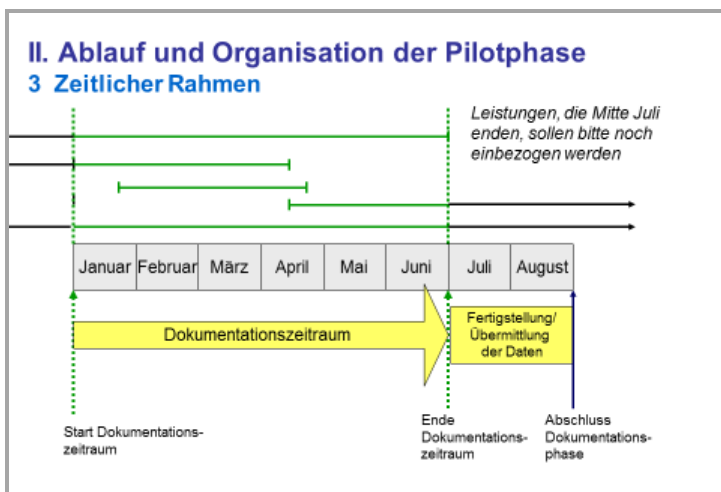 II. Ablauf und Organisation der Pilotphase
3 Zeitlicher Rahmen
Leistungen, die Mitte Juli
enden, sollen bitte noch
einbezogen werden
Januar Februar März April Mai Juni Juli August
Dokumentationszeitraum
Fertigstellung/
Übermittlung
der Daten
Start Dokumentations-
zeitraum
Ende
Dokumentations-
zeitraum
Abschluss
Dokumentations-
phase